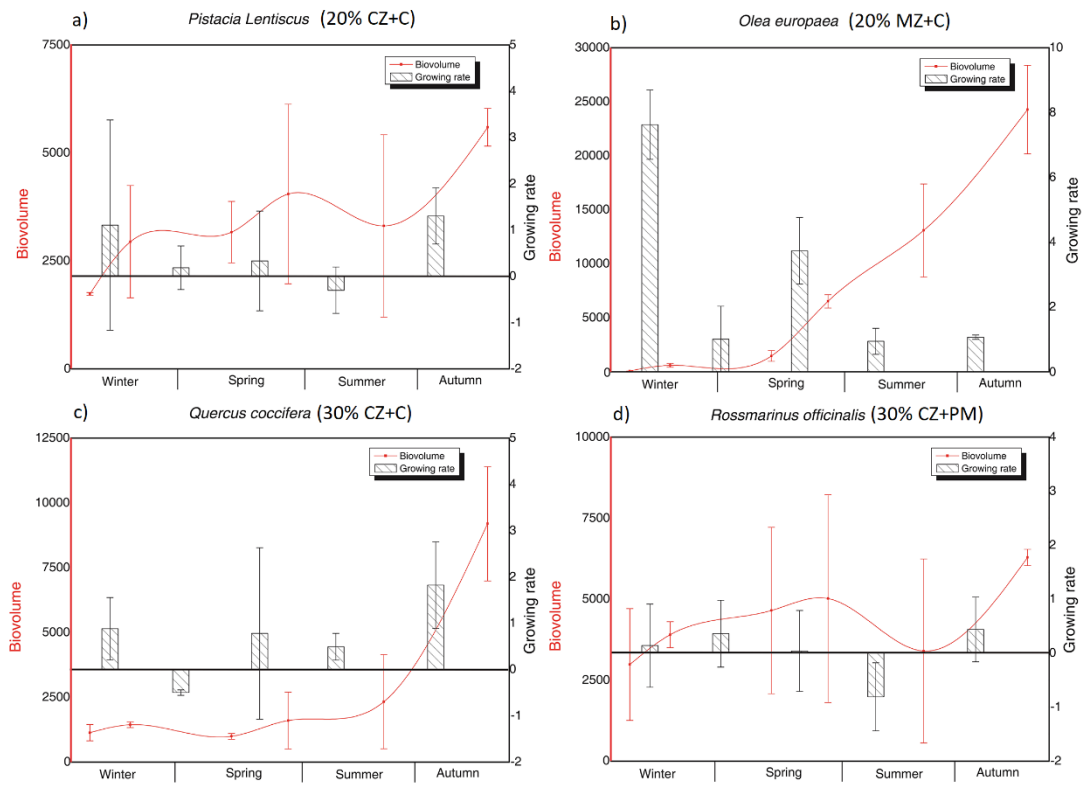 a) Pistacia Lentiscus (20% CZ+C)
7500
5000
2500
0
Biovolume
Biovolume
Growing rate
5
4
3
2
1
0
-1
-2
Growing rate
Winter Spring Summer Autumn
b) Olea europaea (20% MZ+C)
30000
25000
20000
15000
10000
5000
0
Biovolume
Biovolume
Growing rate
10
8
6
4
2
0
Growing rate
Winter Spring Summer Autumn
c) Quercus coccifera (30% CZ+C)
12500
10000
7500
5000
2500
0
Biovolume
Biovolume
Growing rate
5
4
3
2
1
0
-1
-2
Growing rate
Winter Spring Summer Autumn
d) Rossmarinus officinalis (30% CZ+PM)
10000
7500
5000
2500
0
Biovolume
Biovolume
Growing rate
4
3
2
1
0
-1
-2
Growing rate
Winter Spring Summer Autumn